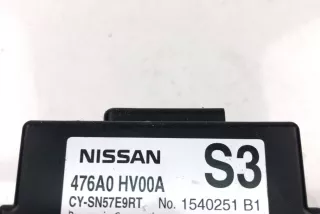 NISSAN S3
476A0 HV00A
CY-SN57E9RT No. 1540251 B1